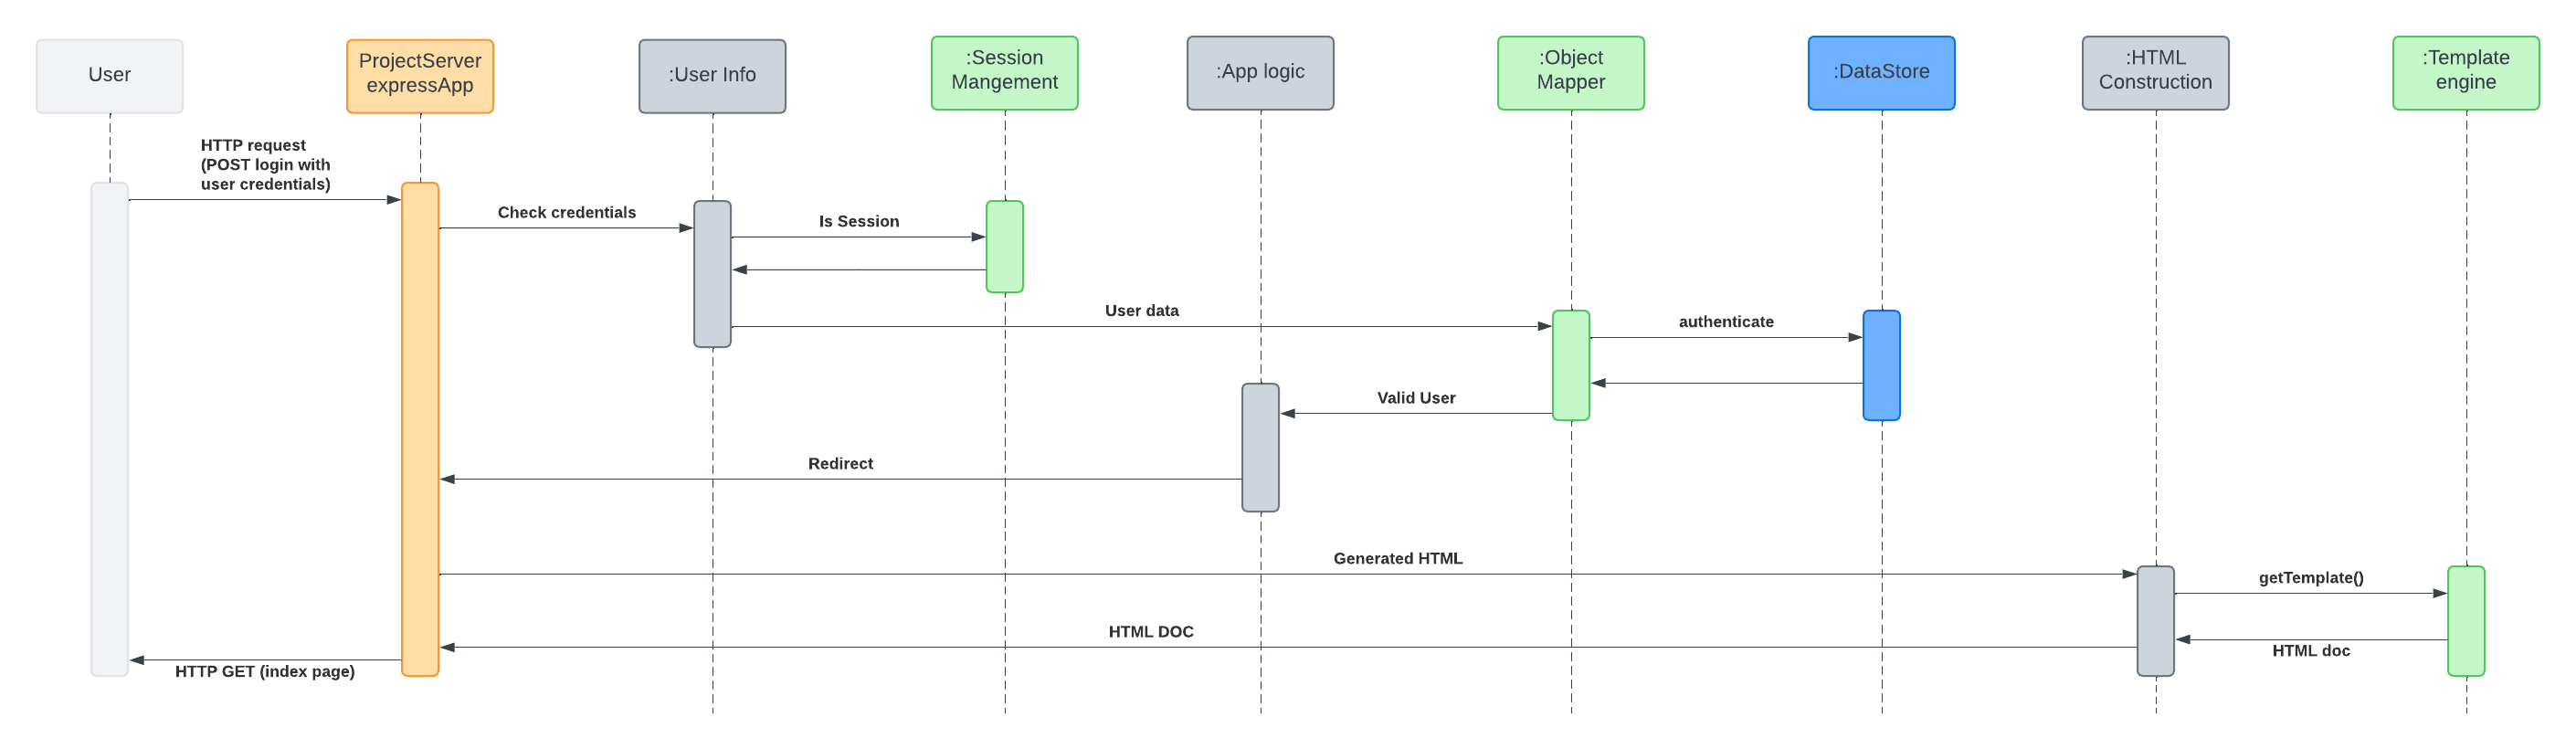 User
ProjectServer
expressApp
:User Info
:Session
Mangement
:App logic
:Object
Mapper
:DataStore
:HTML
Construction
:Template
engine
HTTP request
(POST login with
user credentials)
Check credentials
Is Session
User data
authenticate
Valid User
Redirect
Generated HTML
getTemplate()
HTML DOC
HTML doc
HTTP GET (index page)